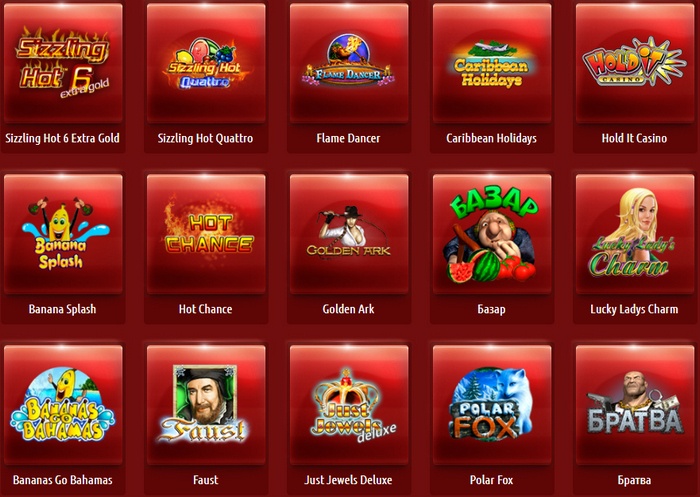 Sizzling
Hot 6
extra gold
Sizzling Hot 6 Extra Gold
Sizzling Hot
Quattro
Sizzling Hot Quattro
Flame Dancer
Flame Dancer
Caribbean
Holidays
Caribbean Holidays
HOLD IT
CASINO
Hold It Casino
Banana
Splash
Banana Splash
HOT
CHANCE
Hot Chance
GOLDEN ARK
Golden Ark
БАЗАР
Базар
Lucky Lady's
Charm
Lucky Ladys Charm
BANANAS
GO
BAHAMAS
Bananas Go Bahamas
Faust
Faust
Just
Jewels
deluxe
Just Jewels Deluxe
POLAR
FOX
Polar Fox
БРАТВА
Братва